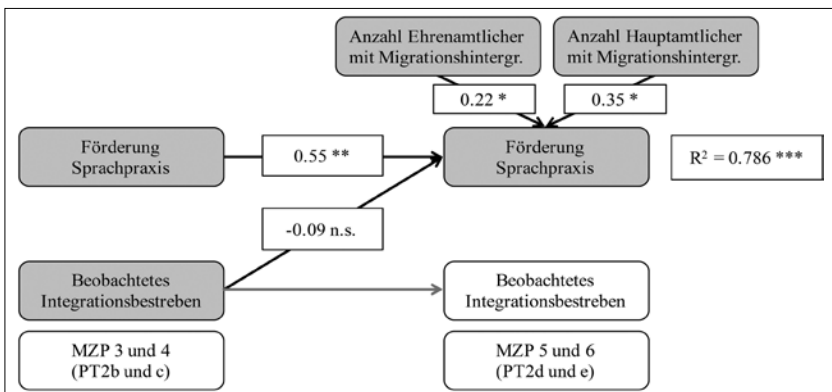 Anzahl Ehrenamtlicher
mit Migrationshintergr.
Anzahl Hauptamtlicher
mit Migrationshintergr.
0.22 *
0.35 *
Förderung
Sprachpraxis
0.55 **
Förderung
Sprachpraxis
R² = 0.786 ***
-0.09 n.s.
Beobachtetes
Integrationsbestreben
Beobachtetes
Integrationsbestreben
MZP 3 und 4
(PT2b und c)
MZP 5 und 6
(PT2d und e)